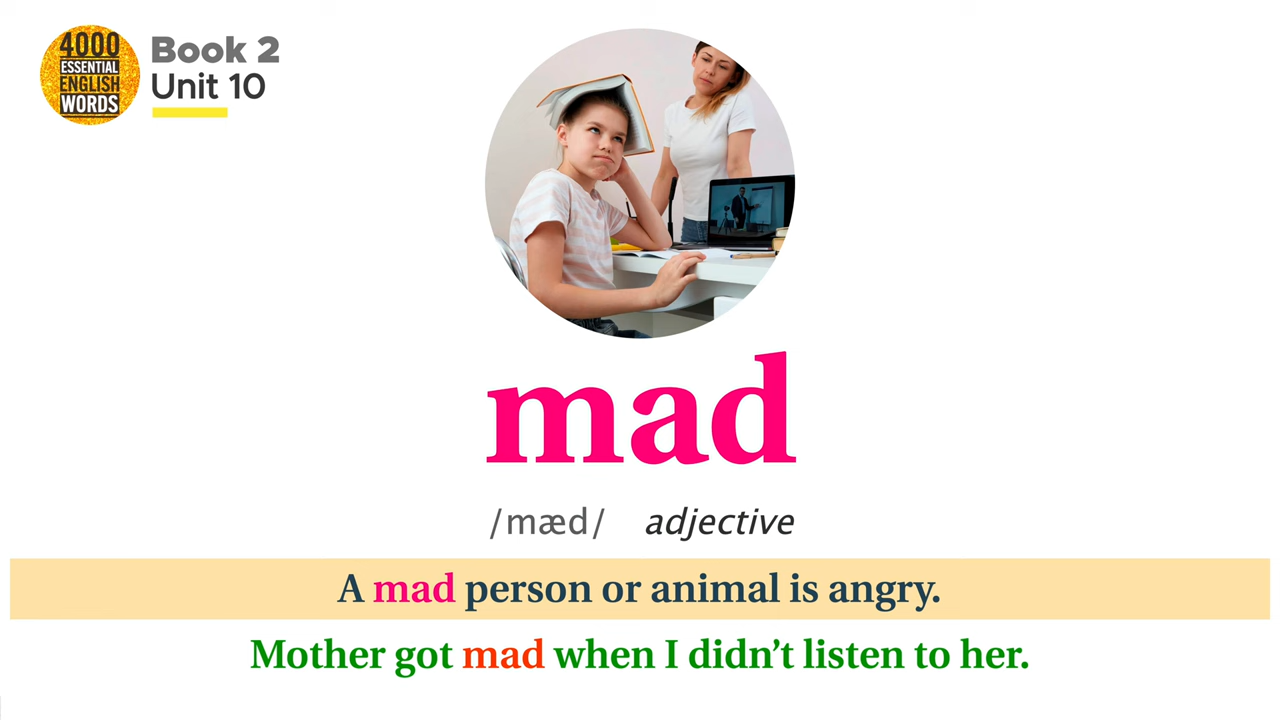 4000
ESSENTIAL
ENGLISH
WORDS
Book 2
Unit 10
mad
/mæd/ adjective
A mad person or animal is angry.
Mother got mad when I didn’t listen to her.